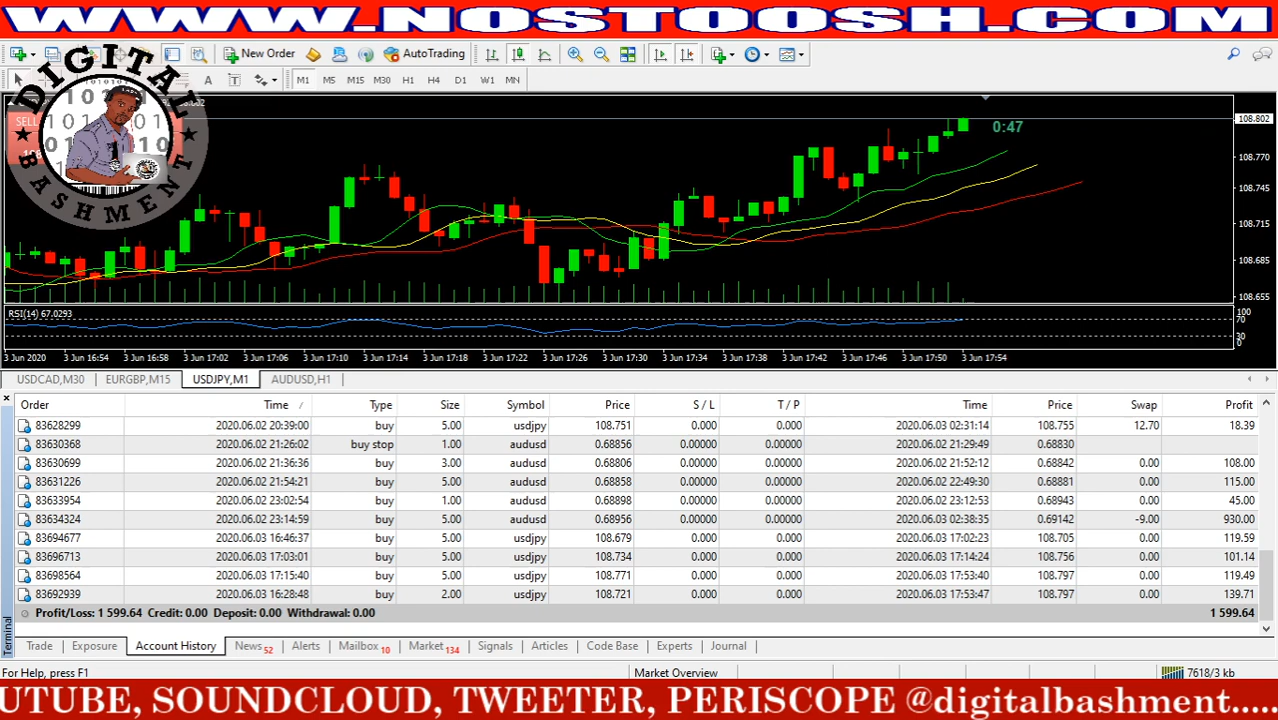 WWW.NOSTOOSH.COM
New Order AutoTrading
A T M1 M5 M15 M30 H1 H4 D1 W1 MN
DIGITAL
BASHMENT
SELL
0:47
108.802
108.770
108.745
108.715
108.685
108.655
RSI(14) 67.0293
100
70
30
0
3 Jun 2020 3 Jun 16:54 3 Jun 16:58 3 Jun 17:02 3 Jun 17:06 3 Jun 17:10 3 Jun 17:14 3 Jun 17:18 3 Jun 17:22 3 Jun 17:26 3 Jun 17:30 3 Jun 17:34 3 Jun 17:38 3 Jun 17:42 3 Jun 17:46 3 Jun 17:50 3 Jun 17:54
USDCAD,M30 EURGBP,M15 USDJPY,M1 AUDUSD,H1
Order Time / Type Size Symbol Price S / L T / P Time Price Swap Profit
83628299 2020.06.02 20:39:00 buy 5.00 usdjpy 108.751 0.000 0.000 2020.06.03 02:31:14 108.755 12.70 18.39
83630368 2020.06.02 21:26:02 buy stop 1.00 audusd 0.68856 0.00000 0.00000 2020.06.02 21:29:49 0.68830
83630699 2020.06.02 21:36:36 buy 3.00 audusd 0.68806 0.00000 0.00000 2020.06.02 21:52:12 0.68842 0.00 108.00
83631226 2020.06.02 21:54:21 buy 5.00 audusd 0.68858 0.00000 0.00000 2020.06.02 22:49:30 0.68881 0.00 115.00
83633954 2020.06.02 23:02:54 buy 1.00 audusd 0.68898 0.00000 0.00000 2020.06.02 23:12:53 0.68943 0.00 45.00
83634324 2020.06.02 23:14:59 buy 5.00 audusd 0.68956 0.00000 0.00000 2020.06.03 02:38:35 0.69142 -9.00 930.00
83694677 2020.06.03 16:46:37 buy 5.00 usdjpy 108.679 0.000 0.000 2020.06.03 17:02:23 108.705 0.00 119.59
83696713 2020.06.03 17:03:01 buy 5.00 usdjpy 108.734 0.000 0.000 2020.06.03 17:14:24 108.756 0.00 101.14
83698564 2020.06.03 17:15:40 buy 5.00 usdjpy 108.771 0.000 0.000 2020.06.03 17:53:40 108.797 0.00 119.49
83692939 2020.06.03 16:28:48 buy 2.00 usdjpy 108.721 0.000 0.000 2020.06.03 17:53:47 108.797 0.00 139.71
Profit/Loss: 1 599.64 Credit: 0.00 Deposit: 0.00 Withdrawal: 0.00 1 599.64
Terminal
Trade Exposure Account History News 52 Alerts Mailbox 10 Market 134 Signals Articles Code Base Experts Journal
For Help, press F1 Market Overview 7618/3 kb
UTUBE, SOUNDCLOUD, TWEETER, PERISCOPE @digitalbashment.....